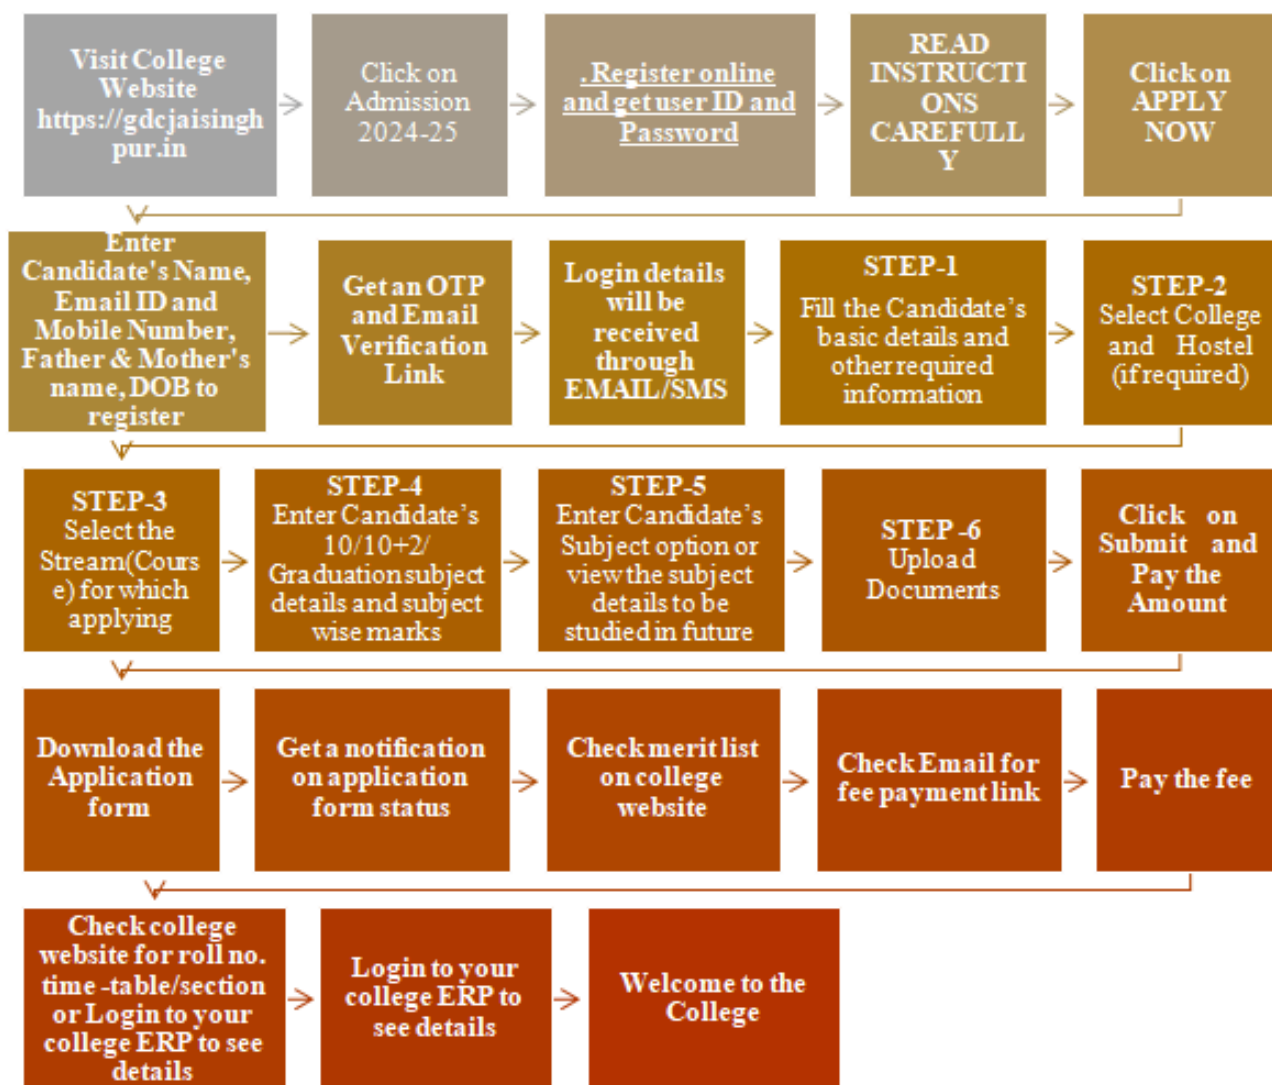 Visit College
Website
https://gdcjaisingh
pur.in
Click on
Admission
2024-25
. Register online
and get user ID and
Password
READ
INSTRUCTI
ONS
CAREFULL
Y
Click on
APPLY
NOW
Enter
Candidate's Name,
Email ID and
Mobile Number,
Father & Mother's
name, DOB to
register
Get an OTP
and Email
Verification
Link
Login details
will be
received
through
EMAIL/SMS
STEP-1
Fill the Candidate’s
basic details and
other required
information
STEP-2
Select College
and Hostel
(if required)
STEP-3
Select the
Stream(Cours
e) for which
applying
STEP-4
Enter Candidate’s
10/10+2/
Graduation subject
details and subject
wise marks
STEP-5
Enter Candidate’s
Subject option or
view the subject
details to be
studied in future
STEP -6
Upload
Documents
Click on
Submit and
Pay the
Amount
Download the
Application
form
Get a notification
on application
form status
Check merit list
on college
website
Check Email for
fee payment link
Pay the fee
Check college
website for roll no.
time -table/section
or Login to your
college ERP to see
details
Login to your
college ERP to
see details
Welcome to the
College